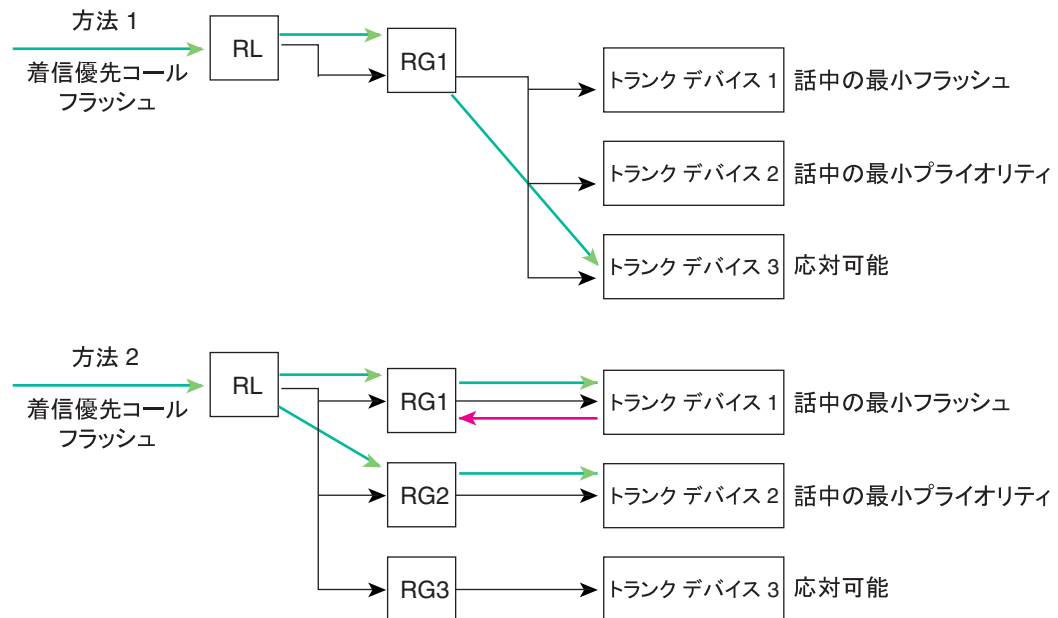 方法 1
着信優先コール
フラッシュ
RL
RG1
トランク デバイス 1
話中の最小フラッシュ
トランク デバイス 2
話中の最小プライオリティ
トランク デバイス 3
応対可能
方法 2
着信優先コール
フラッシュ
RL
RG1
トランク デバイス 1
話中の最小フラッシュ
RG2
トランク デバイス 2
話中の最小プライオリティ
RG3
トランク デバイス 3
応対可能